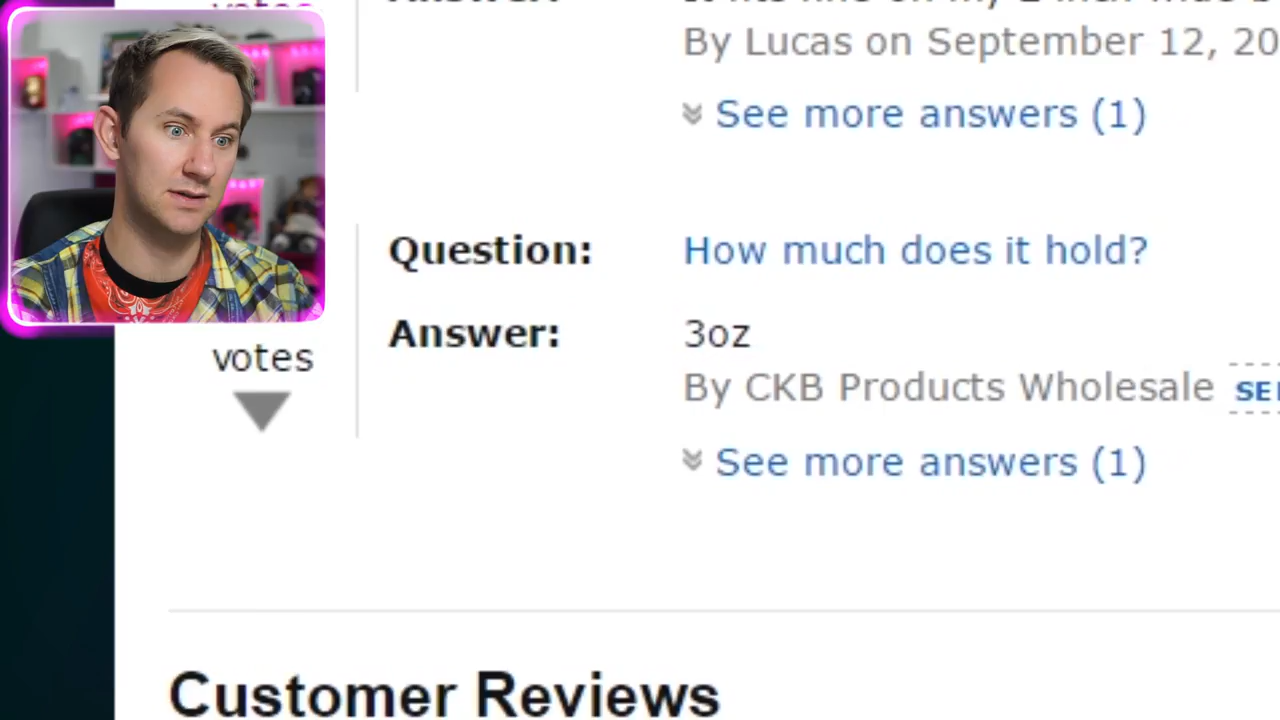 votes
By Lucas on September 12, 20
See more answers (1)
Question: How much does it hold?
Answer: 3oz
votes
By CKB Products Wholesale
See more answers (1)
Customer Reviews